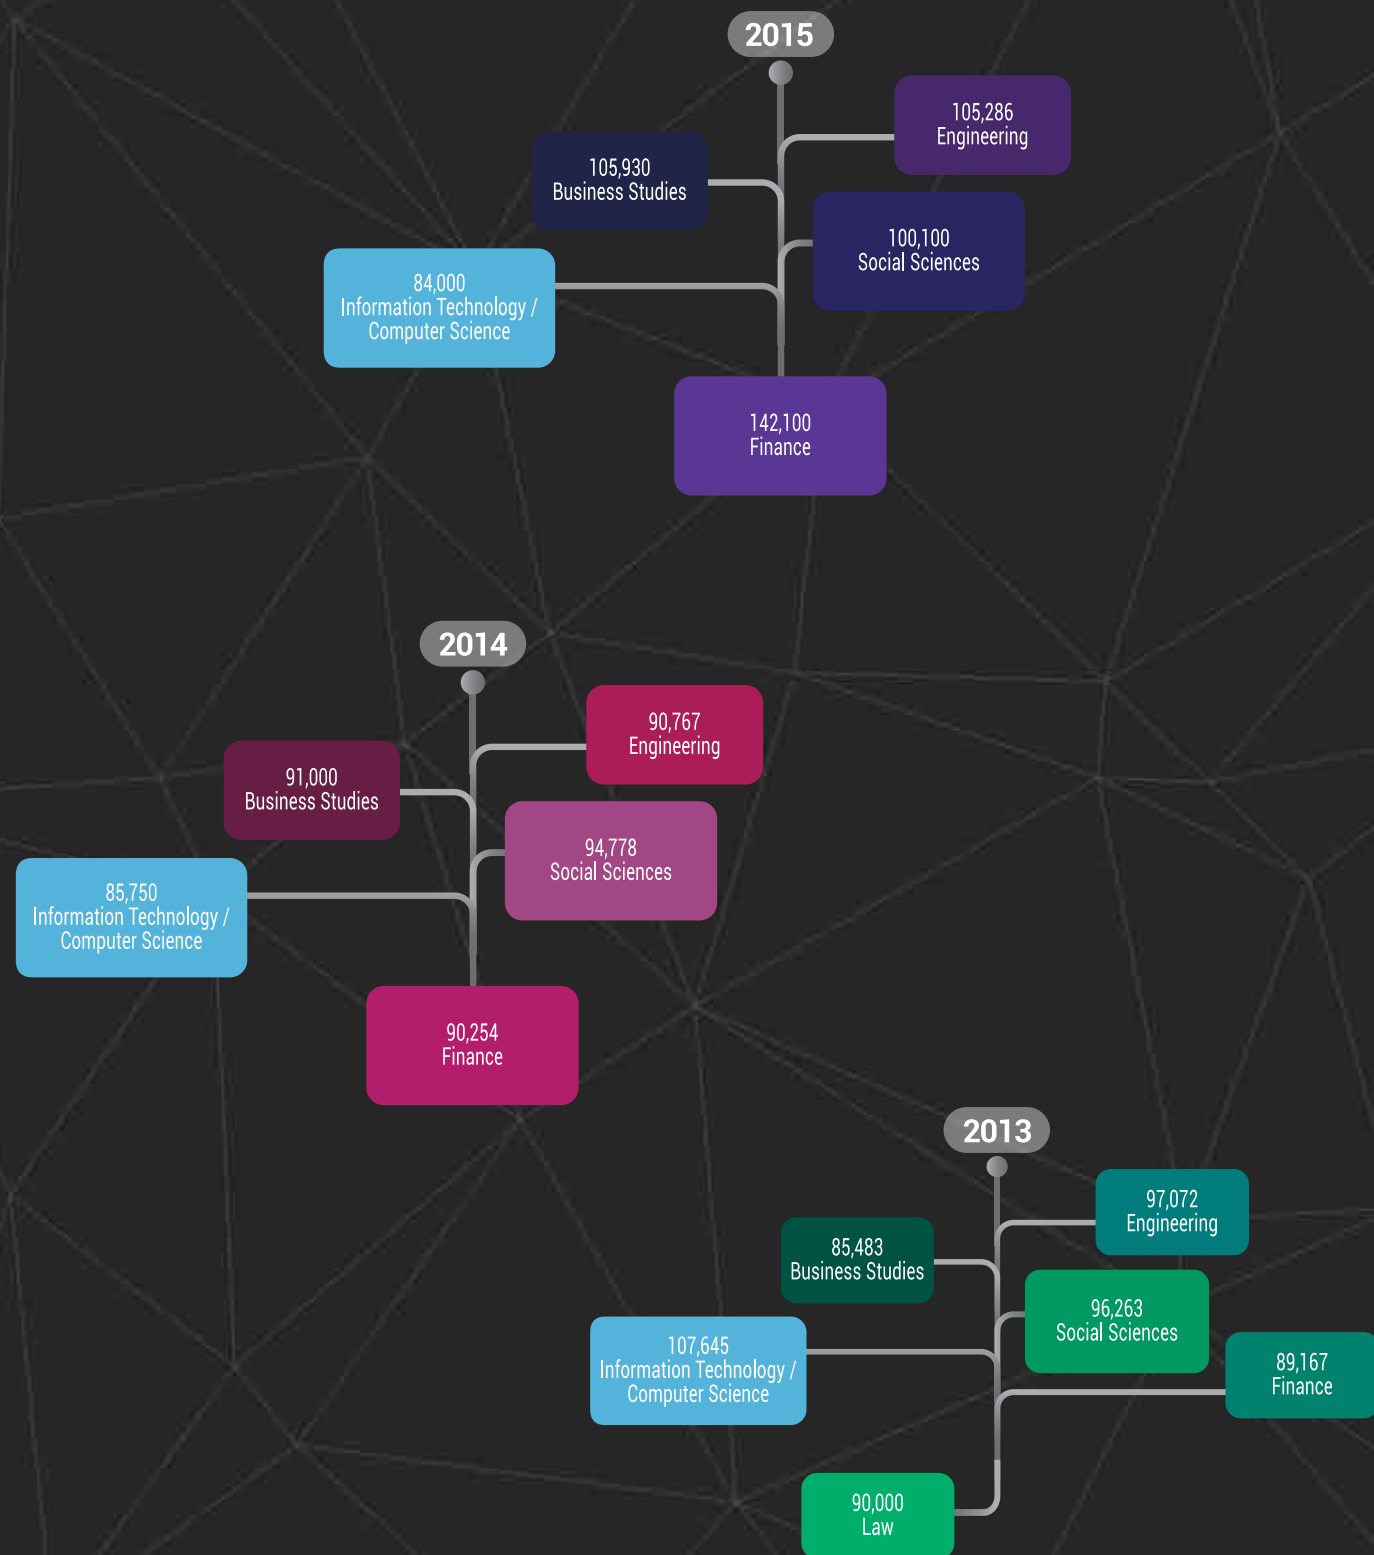 2015
105,286
Engineering
105,930
Business Studies
100,100
Social Sciences
84,000
Information Technology /
Computer Science
142,100
Finance
2014
90,767
Engineering
91,000
Business Studies
94,778
Social Sciences
85,750
Information Technology /
Computer Science
90,254
Finance
2013
97,072
Engineering
85,483
Business Studies
96,263
Social Sciences
107,645
Information Technology /
Computer Science
89,167
Finance
90,000
Law